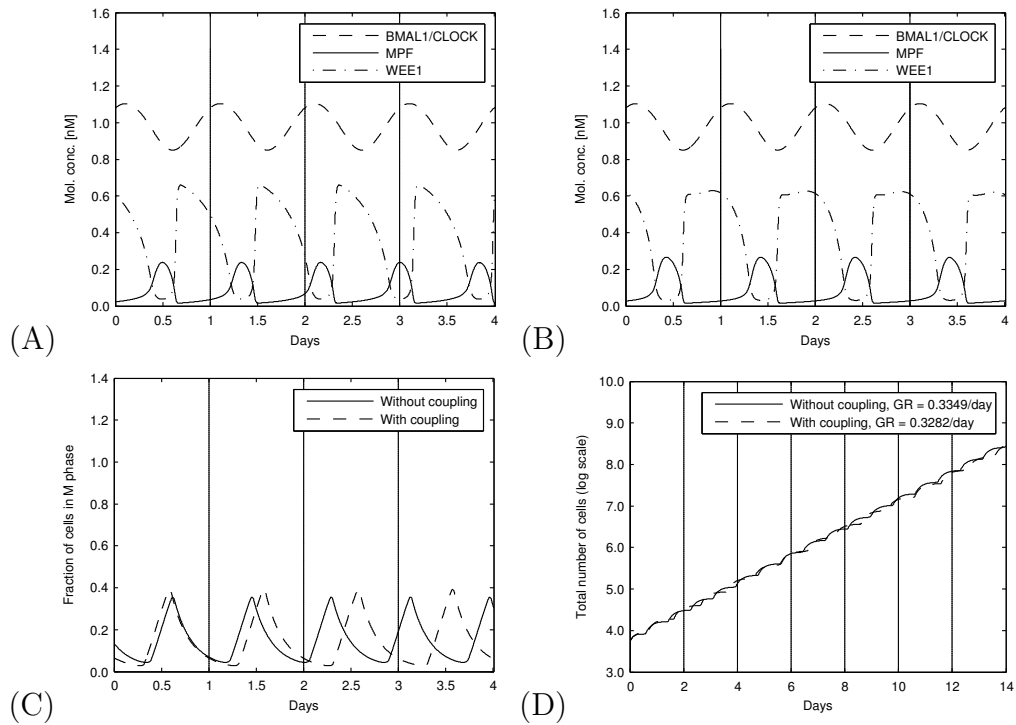 1.6
1.4
1.2
1.0
0.8
0.6
0.4
0.2
0.0
Mol. conc. [nM]
BMAL1/CLOCK
MPF
WEE1
0 0.5 1 1.5 2 2.5 3 3.5 4
Days
(A)
1.6
1.4
1.2
1.0
0.8
0.6
0.4
0.2
0.0
Mol. conc. [nM]
BMAL1/CLOCK
MPF
WEE1
0 0.5 1 1.5 2 2.5 3 3.5 4
Days
(B)
1.4
1.2
1.0
0.8
0.6
0.4
0.2
0.0
Fraction of cells in M phase
Without coupling
With coupling
0 0.5 1 1.5 2 2.5 3 3.5 4
Days
(C)
10.0
9.0
8.0
7.0
6.0
5.0
4.0
3.0
Total number of cells (log scale)
Without coupling, GR = 0.3349/day
With coupling, GR = 0.3282/day
0 2 4 6 8 10 12 14
Days
(D)